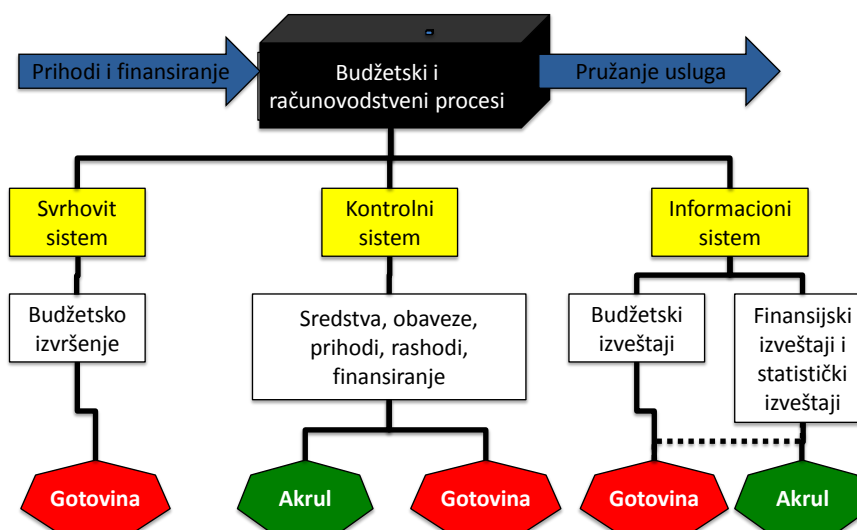 Prihodi i finansiranje
Budžetski i
računovodstveni procesi
Pružanje usluga
Svrhovit
sistem
Kontrolni
sistem
Informacioni
sistem
Budžetsko
izvršenje
Sredstva, obaveze,
prihodi, rashodi,
finansiranje
Budžetski
izveštaji
Finansijski
izveštaji i
statistički
izveštaji
Gotovina
Akrul
Gotovina
Gotovina
Akrul